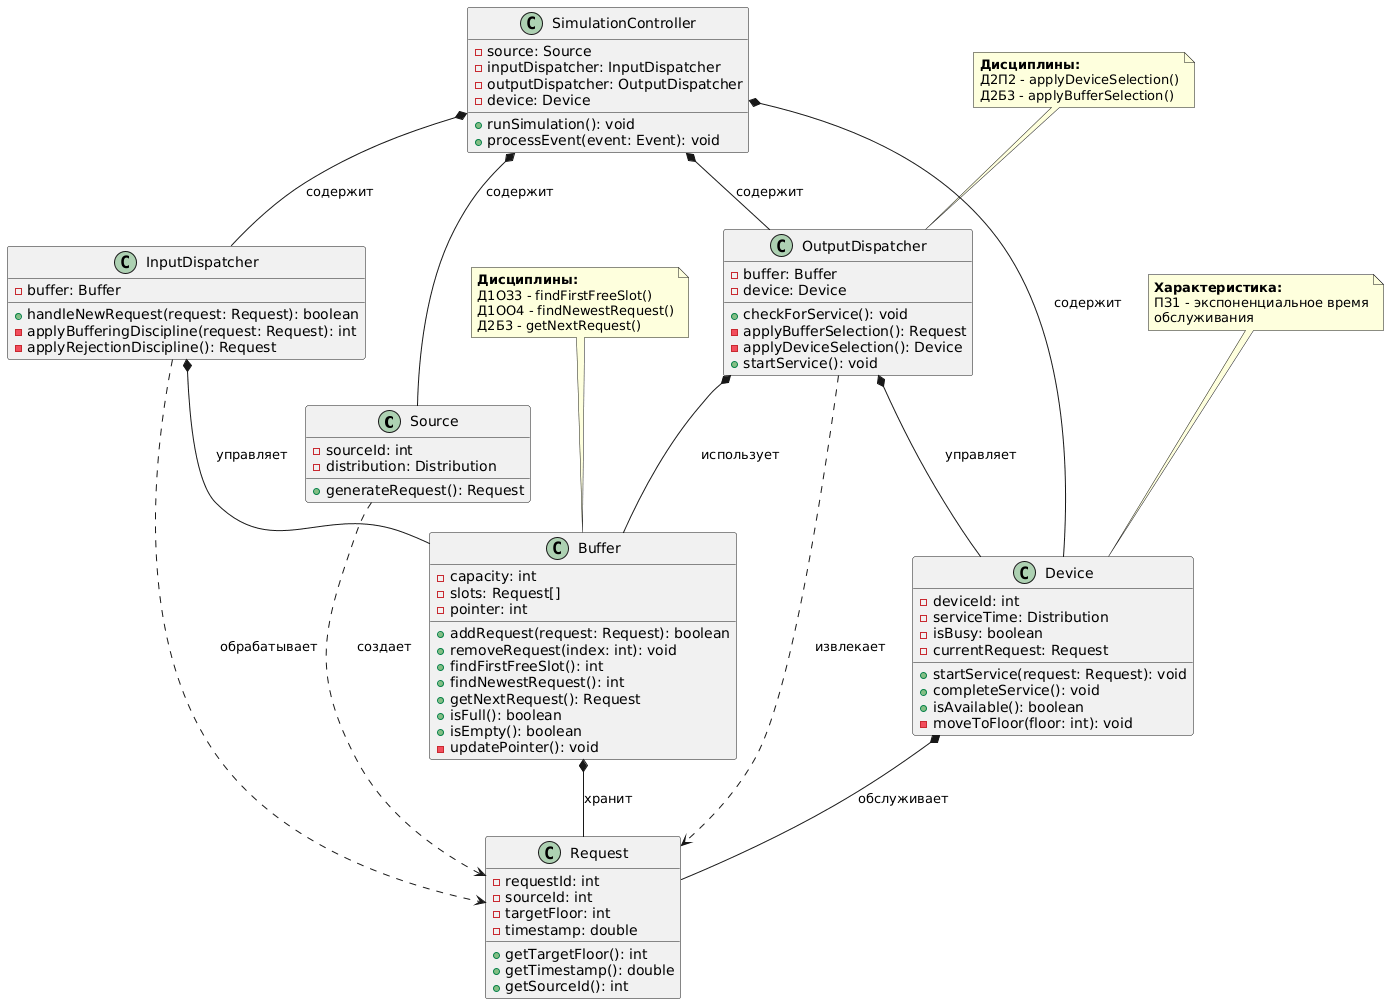 SimulationController
source: Source
inputDispatcher: InputDispatcher
outputDispatcher: OutputDispatcher
device: Device
runSimulation(): void
processEvent(event: Event): void
Дисциплины:
Д2П2 - applyDeviceSelection()
Д2Б3 - applyBufferSelection()
содержит
содержит
содержит
содержит
InputDispatcher
buffer: Buffer
handleNewRequest(request: Request): boolean
applyBufferingDiscipline(request: Request): int
applyRejectionDiscipline(): Request
Дисциплины:
Д1ОЗ3 - findFirstFreeSlot()
Д1ОО4 - findNewestRequest()
Д2Б3 - getNextRequest()
OutputDispatcher
buffer: Buffer
device: Device
checkForService(): void
applyBufferSelection(): Request
applyDeviceSelection(): Device
startService(): void
Характеристика:
ПЗ1 - экспоненциальное время
обслуживания
Source
sourceId: int
distribution: Distribution
generateRequest(): Request
управляет
использует
управляет
Buffer
capacity: int
slots: Request[]
pointer: int
addRequest(request: Request): boolean
removeRequest(index: int): void
findFirstFreeSlot(): int
findNewestRequest(): int
getNextRequest(): Request
isFull(): boolean
isEmpty(): boolean
updatePointer(): void
Device
deviceId: int
serviceTime: Distribution
isBusy: boolean
currentRequest: Request
startService(request: Request): void
completeService(): void
isAvailable(): boolean
moveToFloor(floor: int): void
обрабатывает
создает
извлекает
хранит
обслуживает
Request
requestId: int
sourceId: int
targetFloor: int
timestamp: double
getTargetFloor(): int
getTimestamp(): double
getSourceId(): int